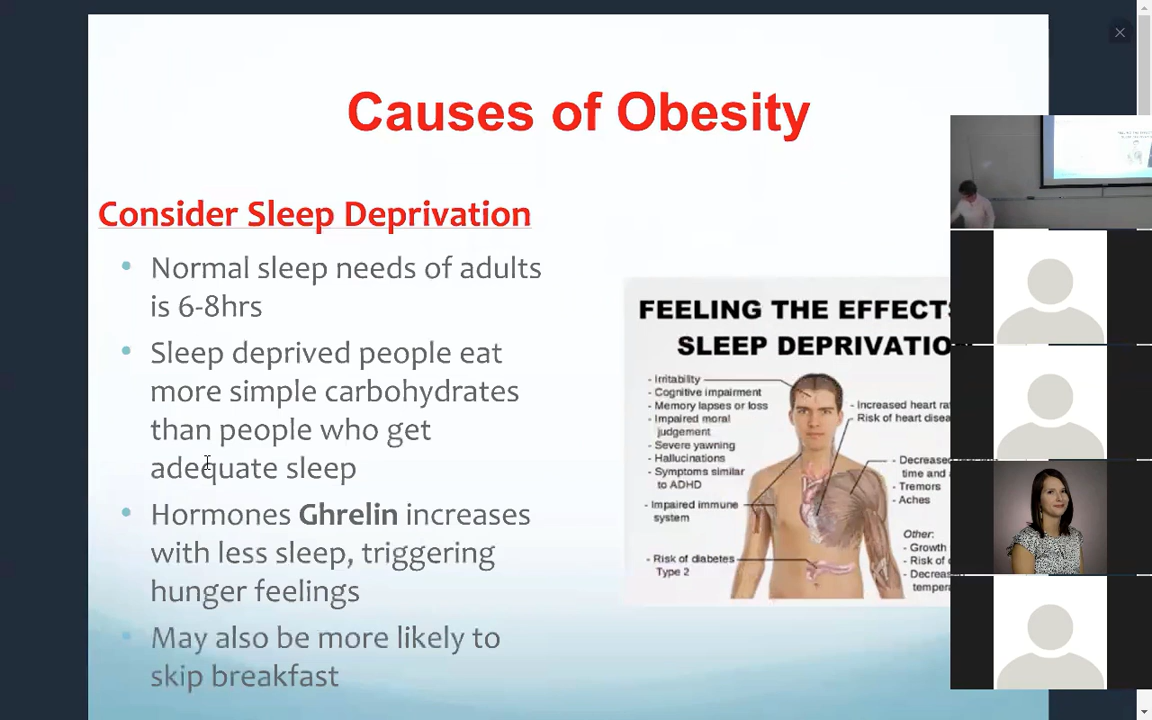 Causes of Obesity
Consider Sleep Deprivation
• Normal sleep needs of adults
is 6-8hrs
• Sleep deprived people eat
more simple carbohydrates
than people who get
adequate sleep
• Hormones Ghrelin increases
with less sleep, triggering
hunger feelings
• May also be more likely to
skip breakfast
FEELING THE EFFECTS
SLEEP DEPRIVATIO
- Irritability
- Cognitive impairment
- Memory lapses or loss
- Impaired moral
judgement
- Severe yawning
- Hallucinations
- Symptoms similar
to ADHD
- Impaired immune
system
- Risk of diabetes
Type 2
- Increased heart ra
- Risk of heart disea
- Decreased
time and
- Tremors
- Aches
Other:
- Growth
- Risk of
- Decreas
tempera